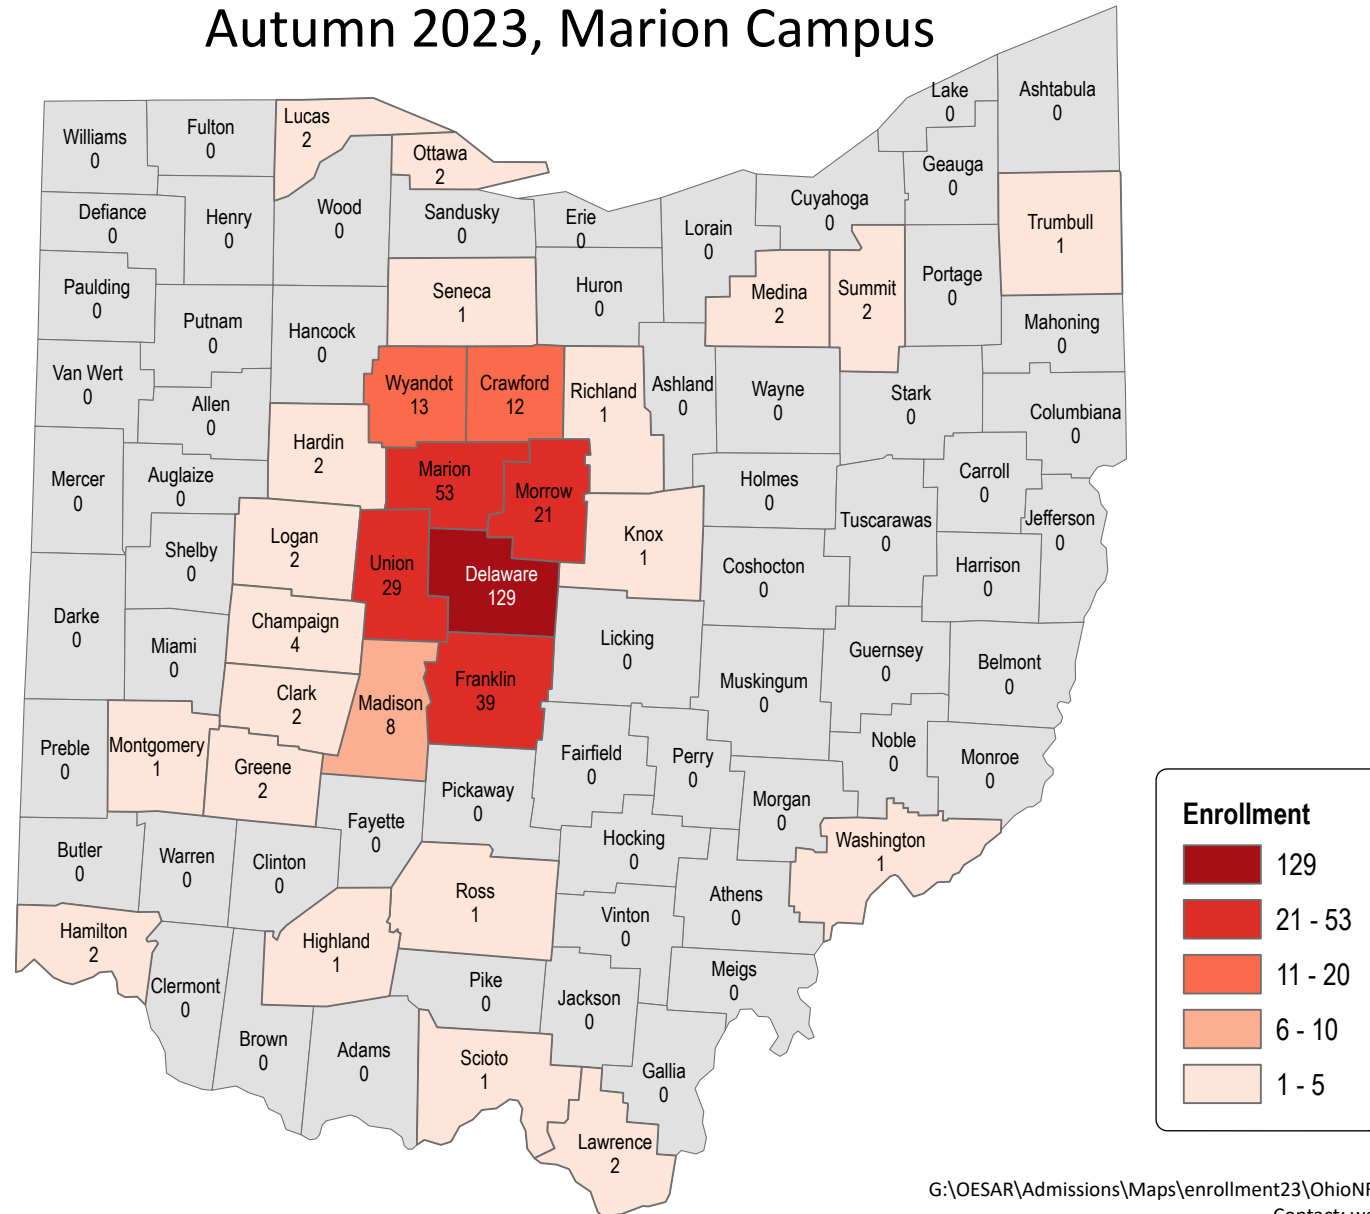 Autumn 2023, Marion Campus
Williams
0
Fulton
0
Lucas
2
Ottawa
2
Lake
0
Ashtabula
0
Geauga
0
Cuyahoga
0
Defiance
0
Henry
0
Wood
0
Sandusky
0
Erie
0
Lorain
0
Trumbull
1
Paulding
0
Putnam
0
Hancock
0
Seneca
1
Huron
0
Medina
2
Summit
2
Portage
0
Mahoning
0
Van Wert
0
Allen
0
Wyandot
13
Crawford
12
Richland
1
Ashland
0
Wayne
0
Stark
0
Columbiana
0
Hardin
2
Mercer
0
Auglaize
0
Marion
53
Morrow
21
Holmes
0
Carroll
0
Tuscarawas
0
Jefferson
0
Shelby
0
Logan
2
Union
29
Delaware
129
Knox
1
Coshocton
0
Harrison
0
Darke
0
Miami
0
Champaign
4
Licking
0
Guernsey
0
Belmont
0
Clark
2
Madison
8
Franklin
39
Muskingum
0
Preble
0
Montgomery
1
Greene
2
Fairfield
0
Perry
0
Noble
0
Monroe
0
Pickaway
0
Morgan
0
Fayette
0
Hocking
0
Washington
1
Butler
0
Warren
0
Clinton
0
Ross
1
Athens
0
Vinton
0
Hamilton
2
Highland
1
Clermont
0
Pike
0
Jackson
0
Meigs
0
Brown
0
Adams
0
Scioto
1
Gallia
0
Lawrence
2
Enrollment
129
21 - 53
11 - 20
6 - 10
1 - 5
G:\OESAR\Admissions\Maps\enrollment23\OhioNF
Contact: